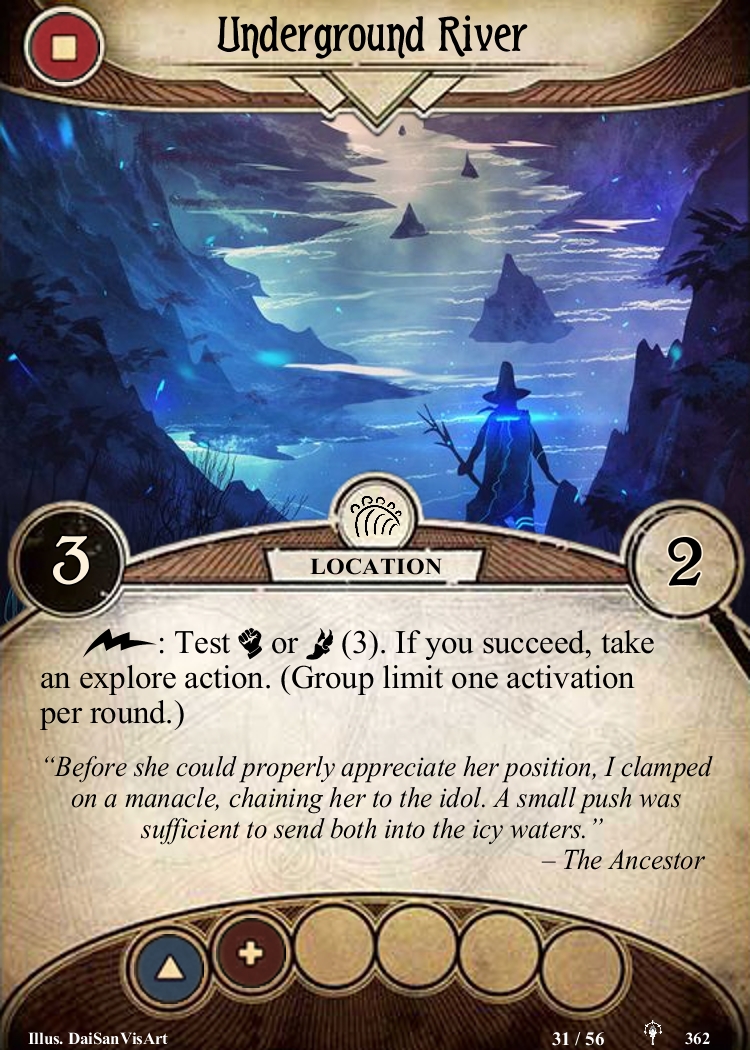 Underground River
3
LOCATION
2
: Test or (3). If you succeed, take
an explore action. (Group limit one activation
per round.)
“Before she could properly appreciate her position, I clamped
on a manacle, chaining her to the idol. A small push was
sufficient to send both into the icy waters.”
– The Ancestor
Illus. DaiSanVisArt
31 / 56
362